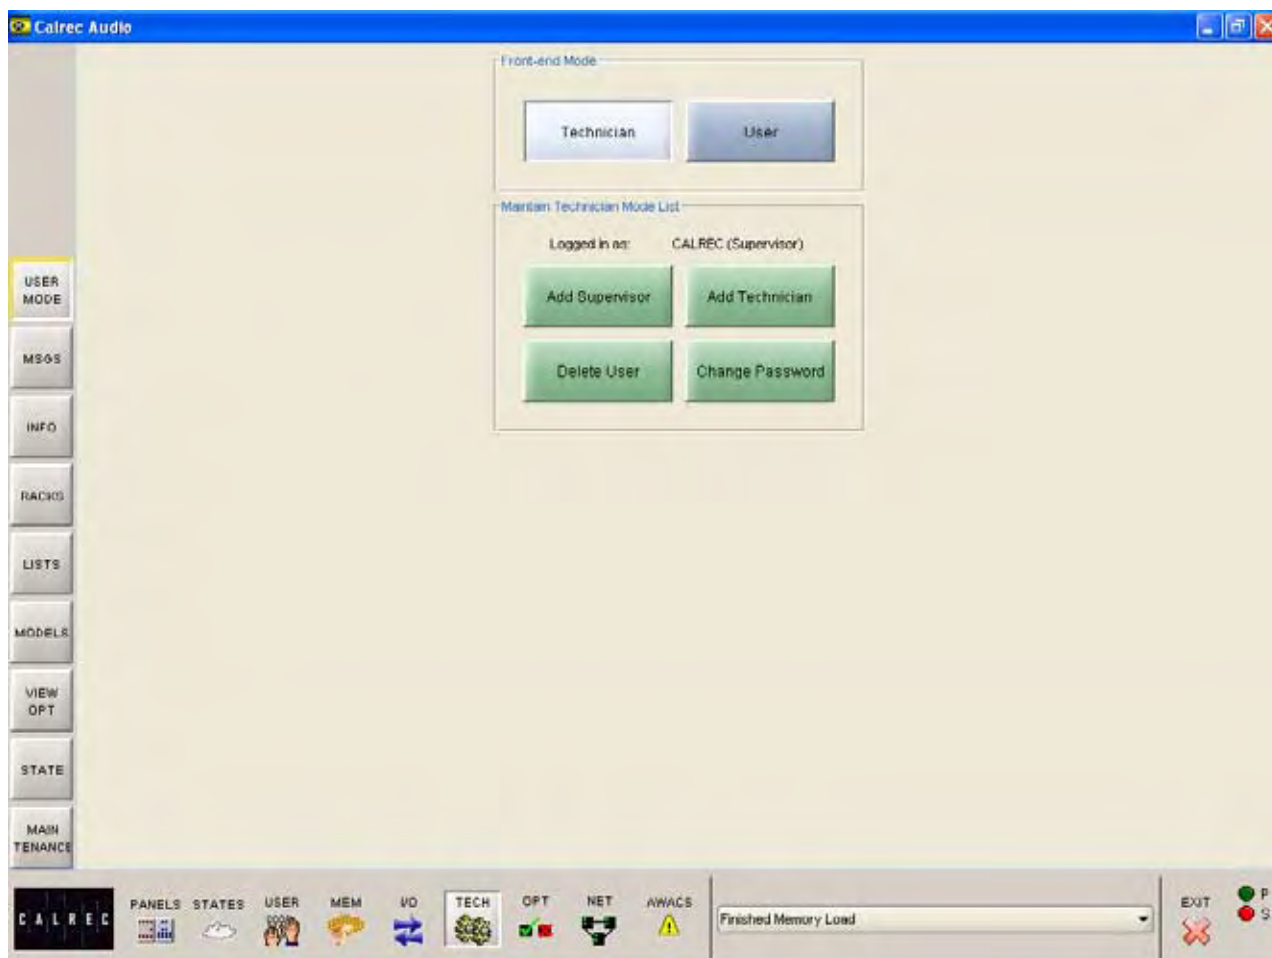 Calrec Audio
Front-end Mode
Technician
User
Maintain Technician Mode List
Logged in as:
CALREC (Supervisor)
Add Supervisor
Add Technician
Delete User
Change Password
USER
MODE
MSGS
INFO
RACKS
LISTS
MODELS
VIEW
OPT
STATE
MAIN
TENANCE
CALREC
PANELS
STATES
USER
MEM
I/O
TECH
OPT
NET
AWACS
Finished Memory Load
EXIT
P
S